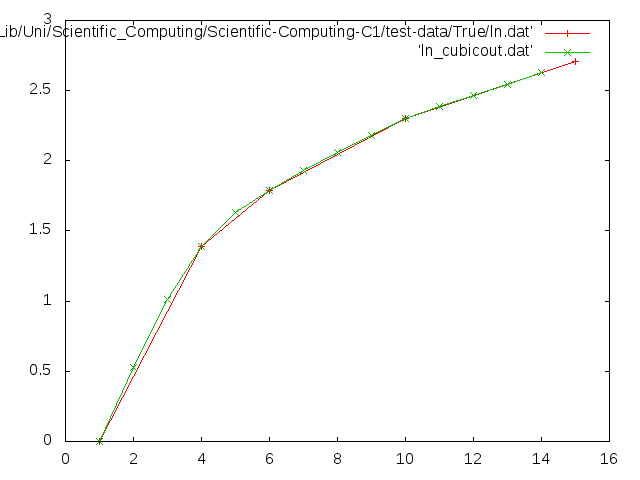 Lib/Uni/Scientific_Computing/Scientific-Computing-C1/test-data/True/ln.dat'
'ln_cubicout.dat'
3
2.5
2
1.5
1
0.5
0
0 2 4 6 8 10 12 14 16